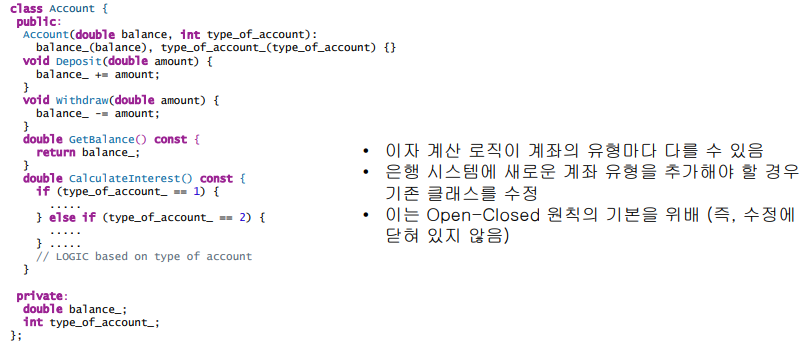 class Account {
 public:
  Account(double balance, int type_of_account):
    balance_(balance), type_of_account_(type_of_account) {}
  void Deposit(double amount) {
    balance_ += amount;
  }
  void Withdraw(double amount) {
    balance_ -= amount;
  }
  double GetBalance() const {
    return balance_;
  }
  double CalculateInterest() const {
    if (type_of_account_ == 1) {
      .....
    } else if (type_of_account_ == 2) {
      .....
    } .....
    // LOGIC based on type of account
  }

 private:
  double balance_;
  int type_of_account_;
};
• 이자 계산 로직이 계좌의 유형마다 다를 수 있음
• 은행 시스템에 새로운 계좌 유형을 추가해야 할 경우
기존 클래스를 수정
• 이는 Open-Closed 원칙의 기본을 위배 (즉, 수정에
닫혀 있지 않음)